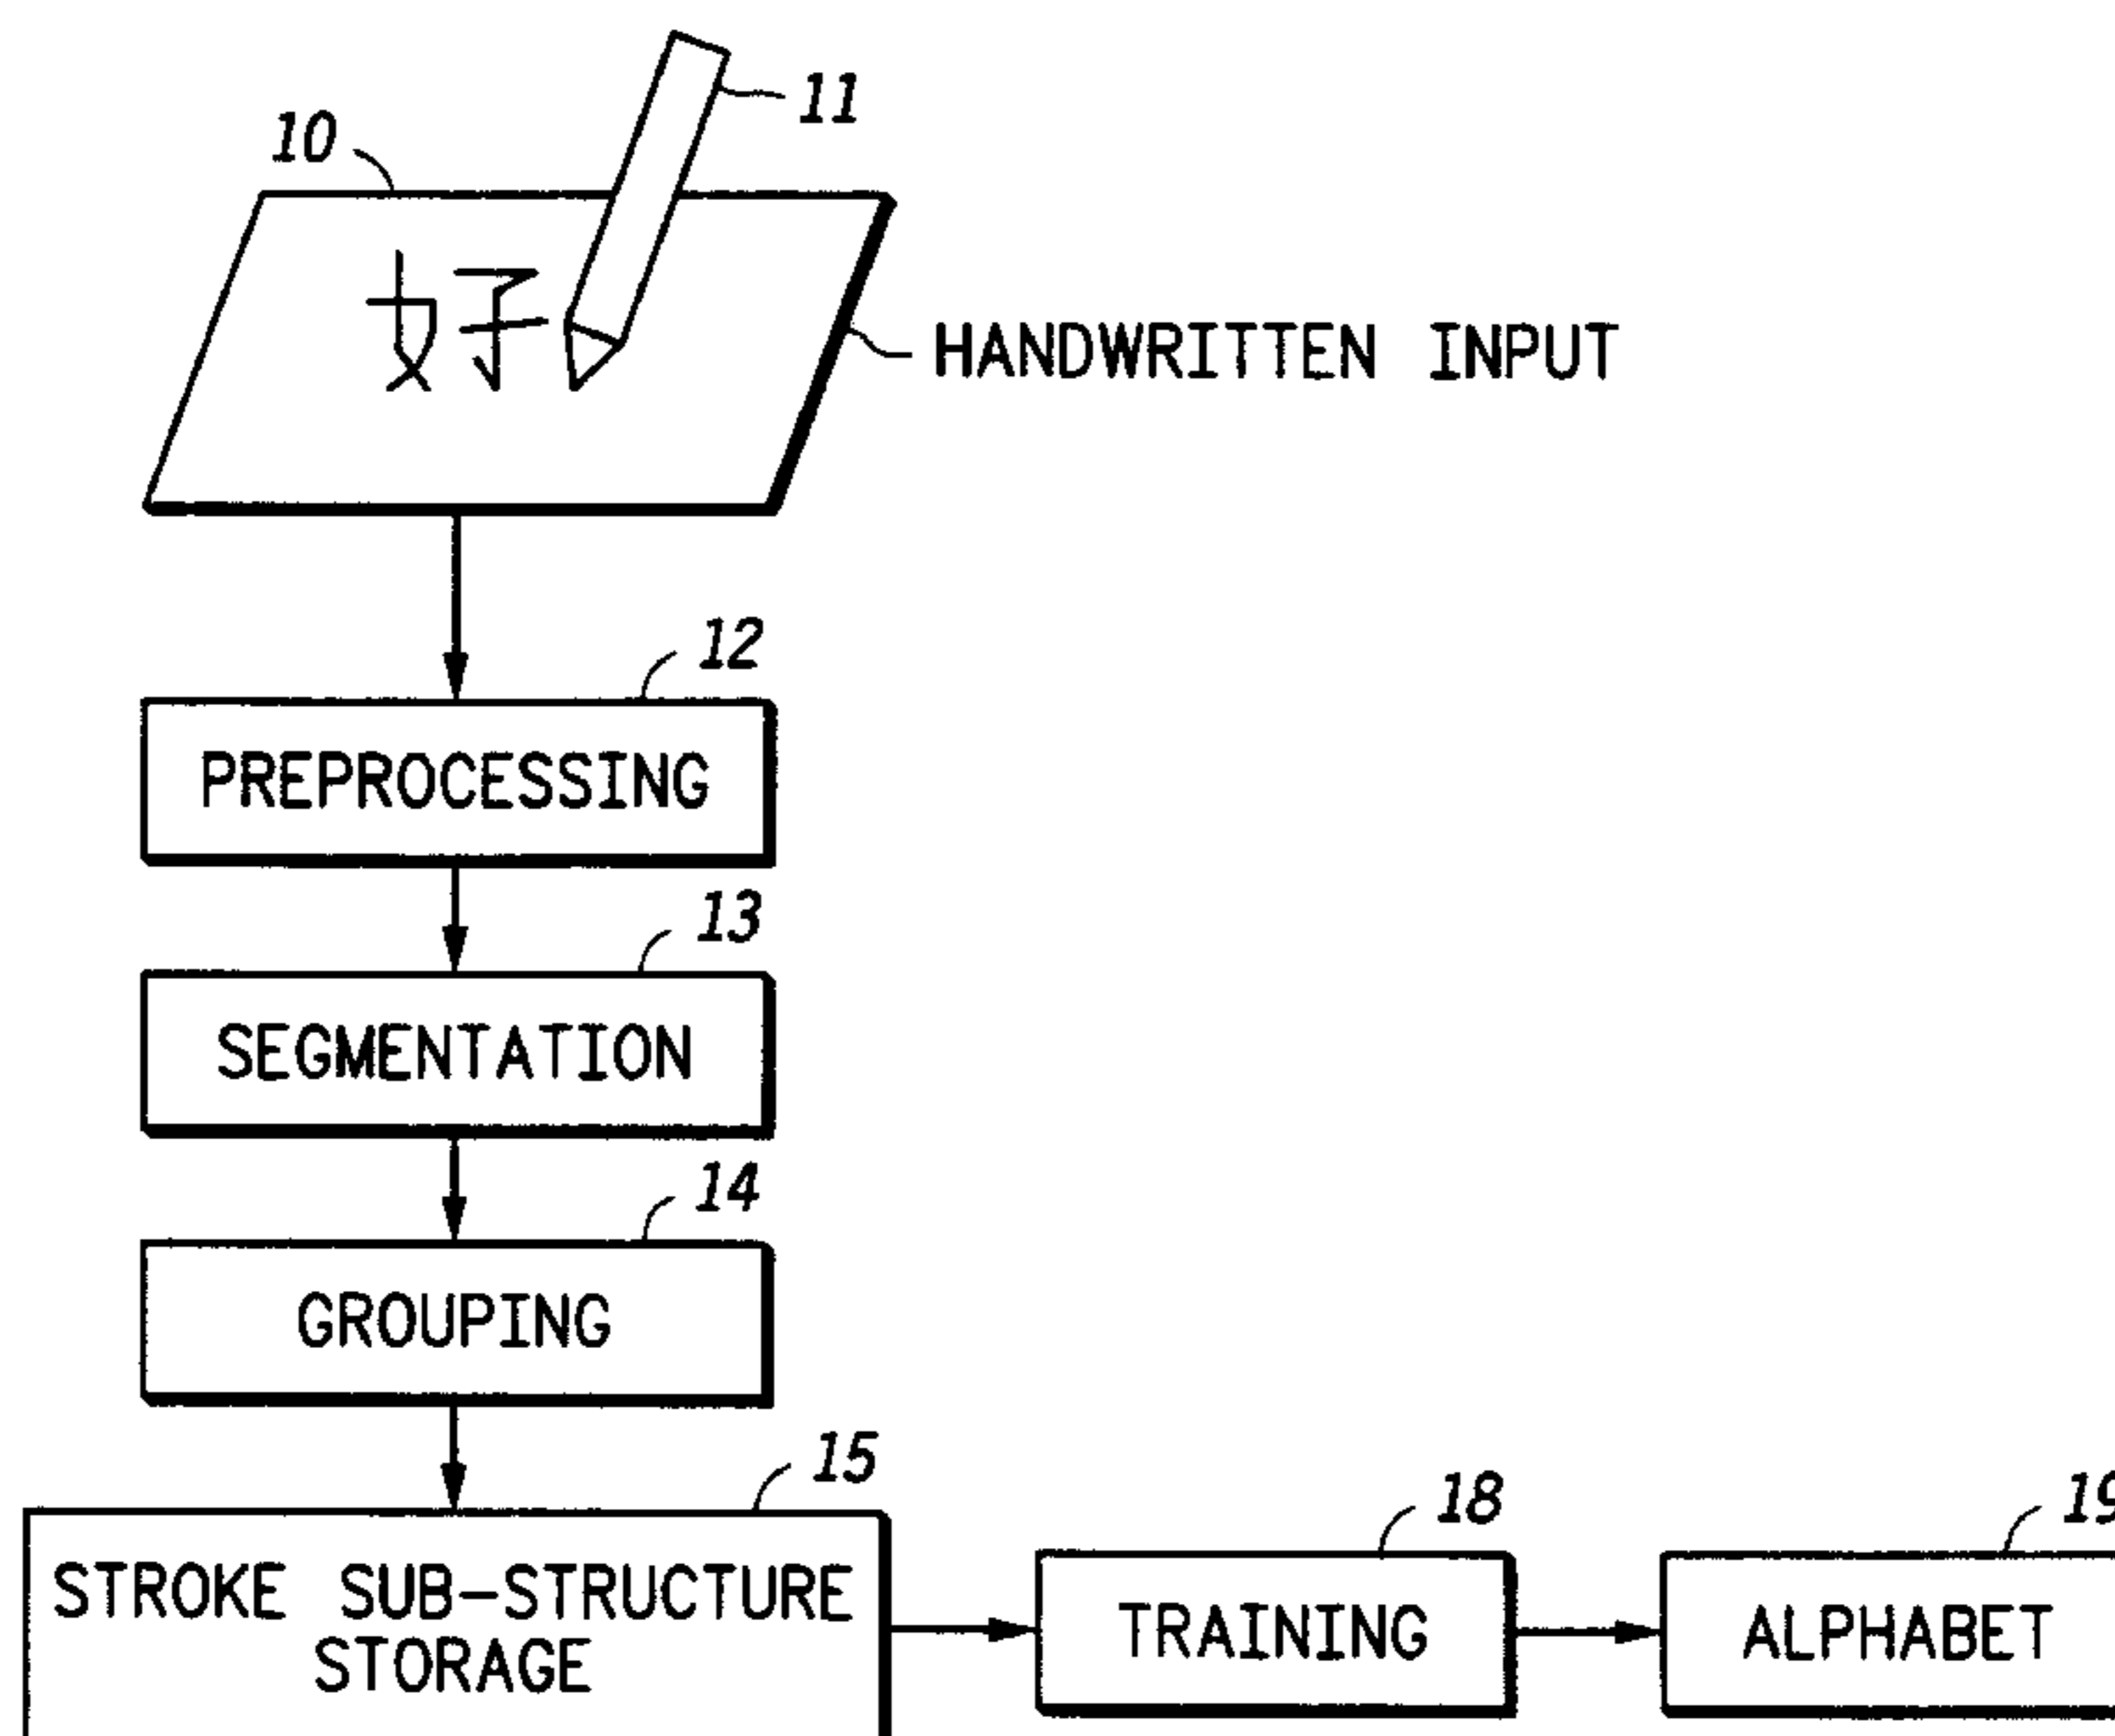 11
10
好
HANDWRITTEN INPUT
12
PREPROCESSING
13
SEGMENTATION
14
GROUPING
15
STROKE SUB-STRUCTURE
STORAGE
18
TRAINING
19
ALPHABET